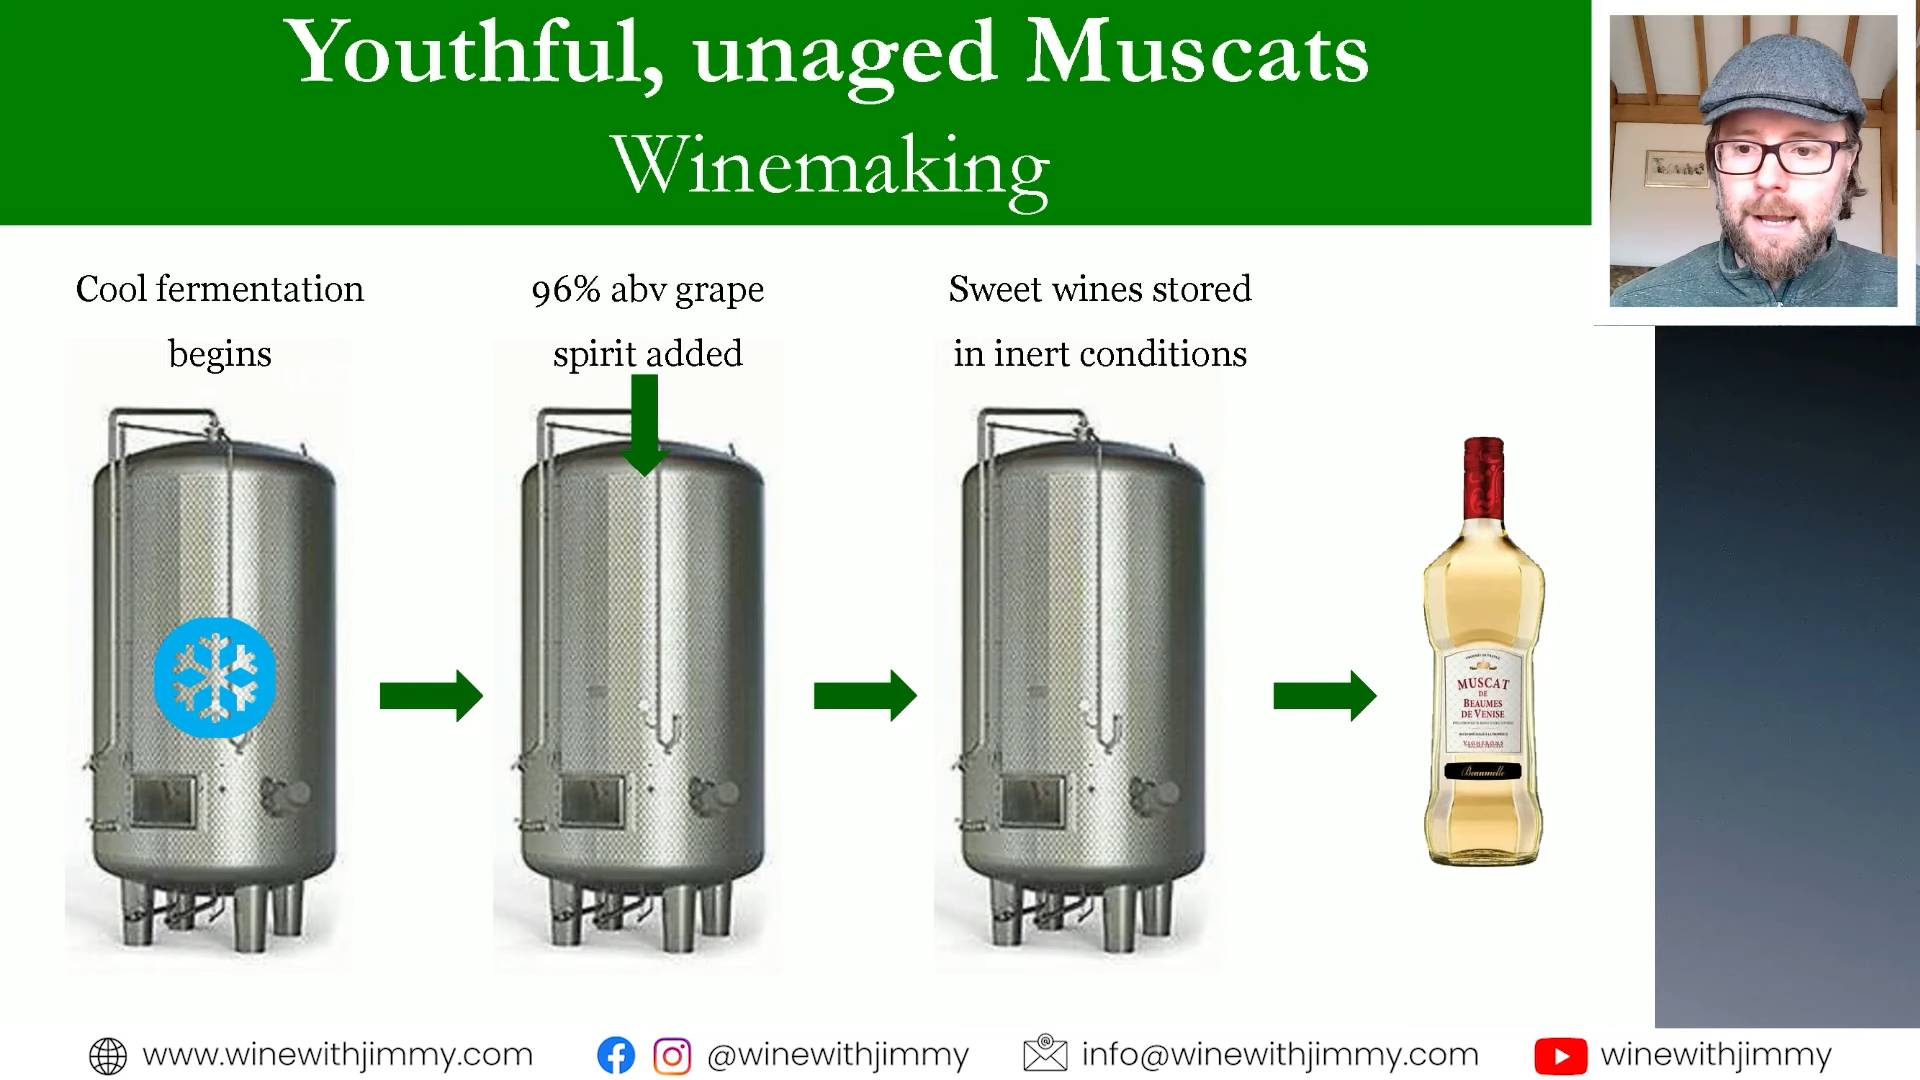 Youthful, unaged Muscats
Winemaking
Cool fermentation
begins
96% abv grape
spirit added
Sweet wines stored
in inert conditions
MUSCAT
DE
BEAUMES
DE VENISE
Beaumelle
www.winewithjimmy.com
@winewithjimmy
info@winewithjimmy.com
winewithjimmy